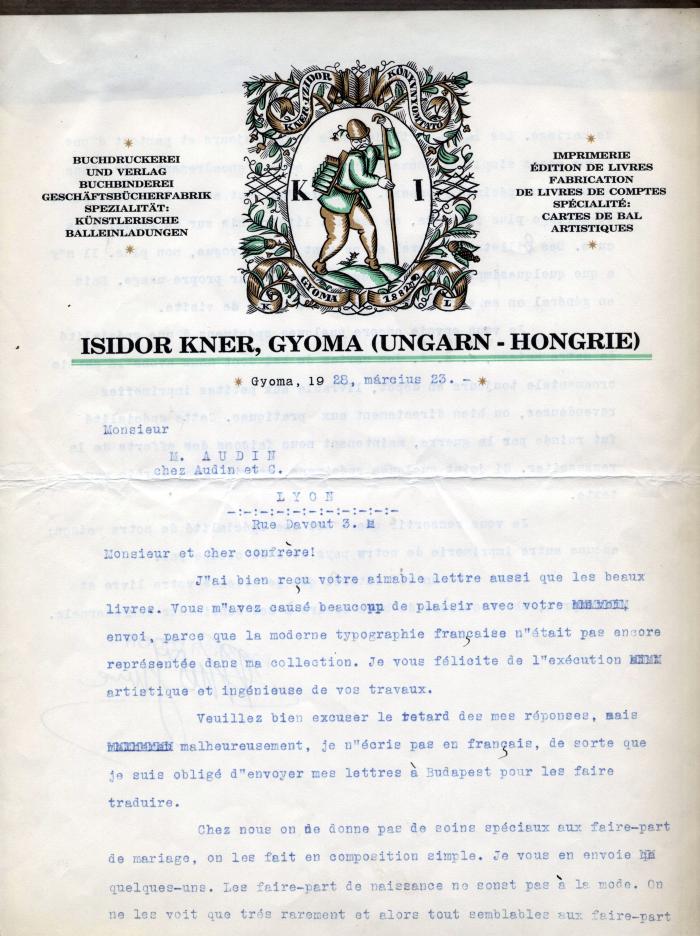 KNER·IZIDOR KÖNYVNYOMTATÓ
K I
GYOMA 1882
K L
BUCHDRUCKEREI
UND VERLAG
BUCHBINDEREI
GESCHÄFTSBÜCHERFABRIK
SPEZIALITÄT:
KÜNSTLERISCHE
BALLEINLADUNGEN
IMPRIMERIE
ÉDITION DE LIVRES
FABRICATION
DE LIVRES DE COMPTES
SPÉCIALITÉ:
CARTES DE BAL
ARTISTIQUES
ISIDOR KNER, GYOMA (UNGARN - HONGRIE)
Gyoma, 19 28, március 23. -
Monsieur
M. AUDIN
chez Audin et C.
LYON
-:-:-:-:-:-:-:-:-:-:-
Rue Davout 3. M
Monsieur et cher confrère!
J"ai bien reçu votre aimable lettre aussi que les beaux
livres. Vous m"avez causé beaucoup de plaisir avec votre
envoi, parce que la moderne typographie française n"était pas encore
représentée dans ma collection. Je vous félicite de l"exécution
artistique et ingénieuse de vos travaux.
Veuillez bien excuser le retard des mes réponses, mais
malheureusement, je n"écris pas en français, de sorte que
je suis obligé d"envoyer mes lettres à Budapest pour les faire
traduire.
Chez nous on ne donne pas de soins spéciaux aux faire-part
de mariage, on les fait en composition simple. Je vous en envoie
quelques-uns. Les faire-part de naissance ne sonst pas à la mode. On
ne les voit que trés rarement et alors tout semblables aux faire-part